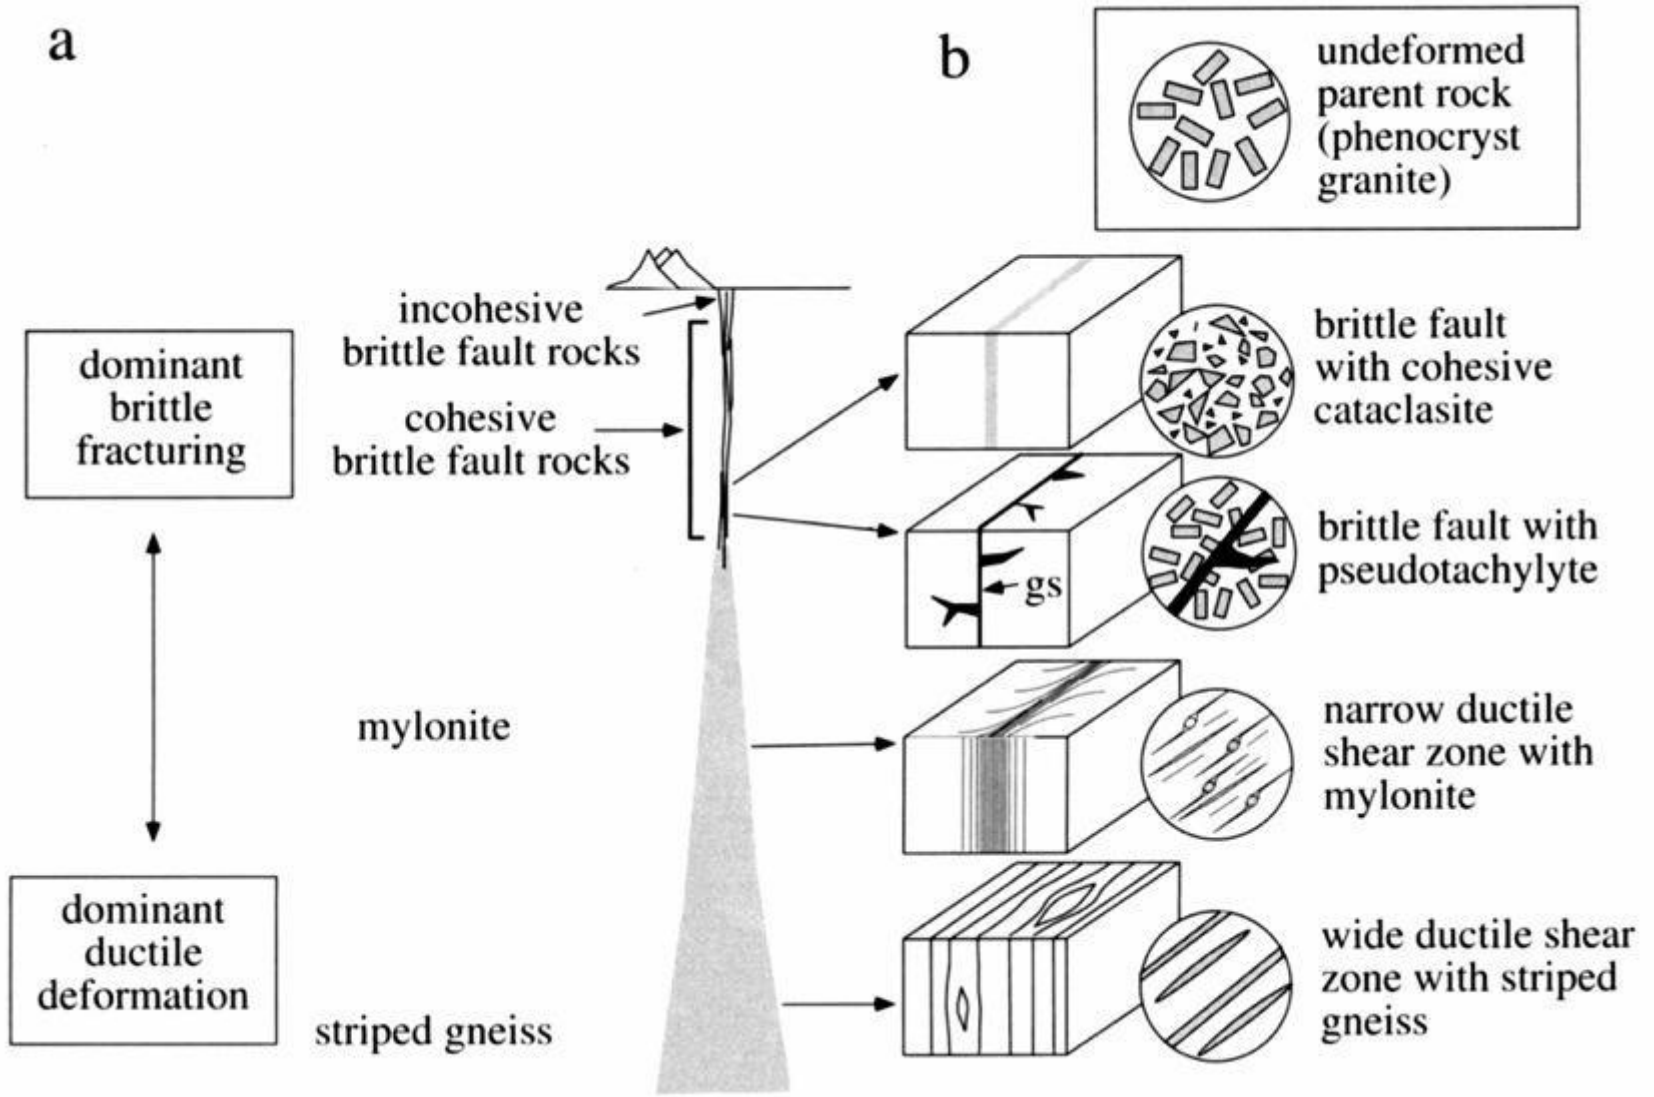 a
b
undeformed
parent rock
(phenocryst
granite)
incohesive
brittle fault rocks
dominant
brittle
fracturing
cohesive
brittle fault rocks
brittle fault
with cohesive
cataclasite
brittle fault with
pseudotachylyte
gs
mylonite
narrow ductile
shear zone with
mylonite
dominant
ductile
deformation
striped gneiss
wide ductile shear
zone with striped
gneiss